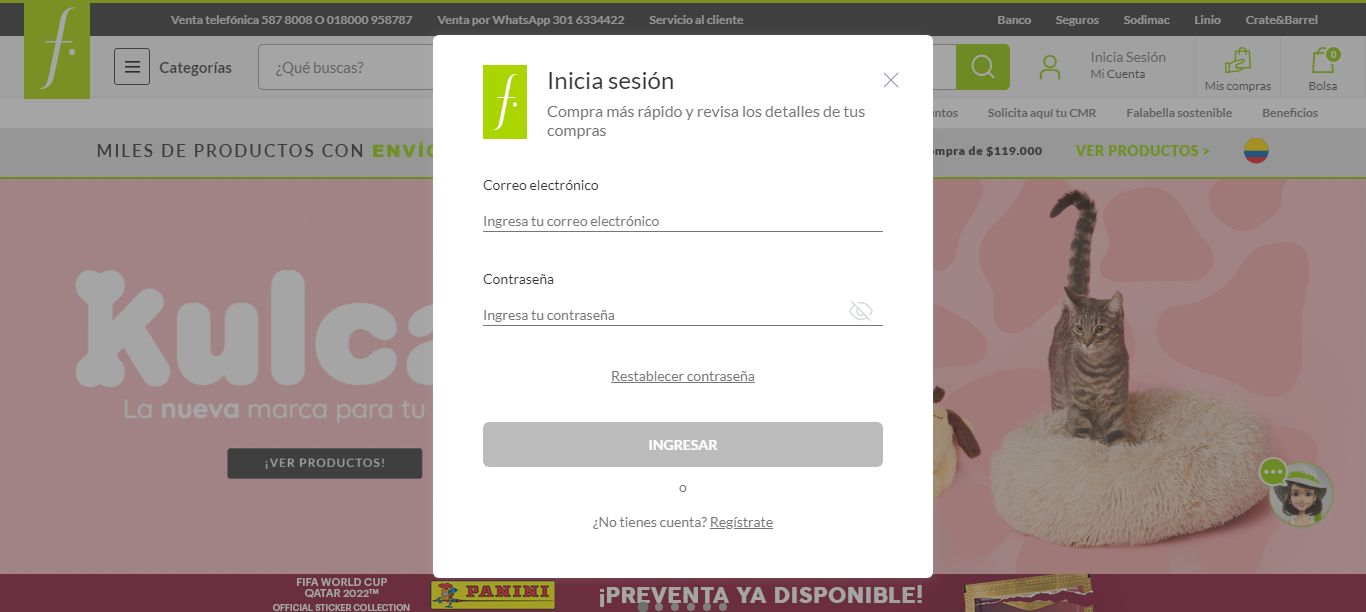 Venta telefónica 587 8008 O 018000 958787 Venta por WhatsApp 301 6334422 Servicio al cliente Banco Seguros Sodimac Linio Crate&Barrel
f.
Categorías
¿Qué buscas?
Inicia Sesión
Mi Cuenta
Mis compras
0
Bolsa
Solicita aquí tu CMR Falabella sostenible Beneficios
MILES DE PRODUCTOS CON
$119.000 VER PRODUCTOS >
Kulca
La nueva marca para tu
¡VER PRODUCTOS!
f.
Inicia sesión
Compra más rápido y revisa los detalles de tus
compras
Correo electrónico
Ingresa tu correo electrónico
Contraseña
Ingresa tu contraseña
Restablecer contraseña
INGRESAR
o
¿No tienes cuenta? Regístrate
FIFA WORLD CUP
QATAR 2022™
OFFICIAL STICKER COLLECTION
PANINI
¡PREVENTA YA DISPONIBLE!